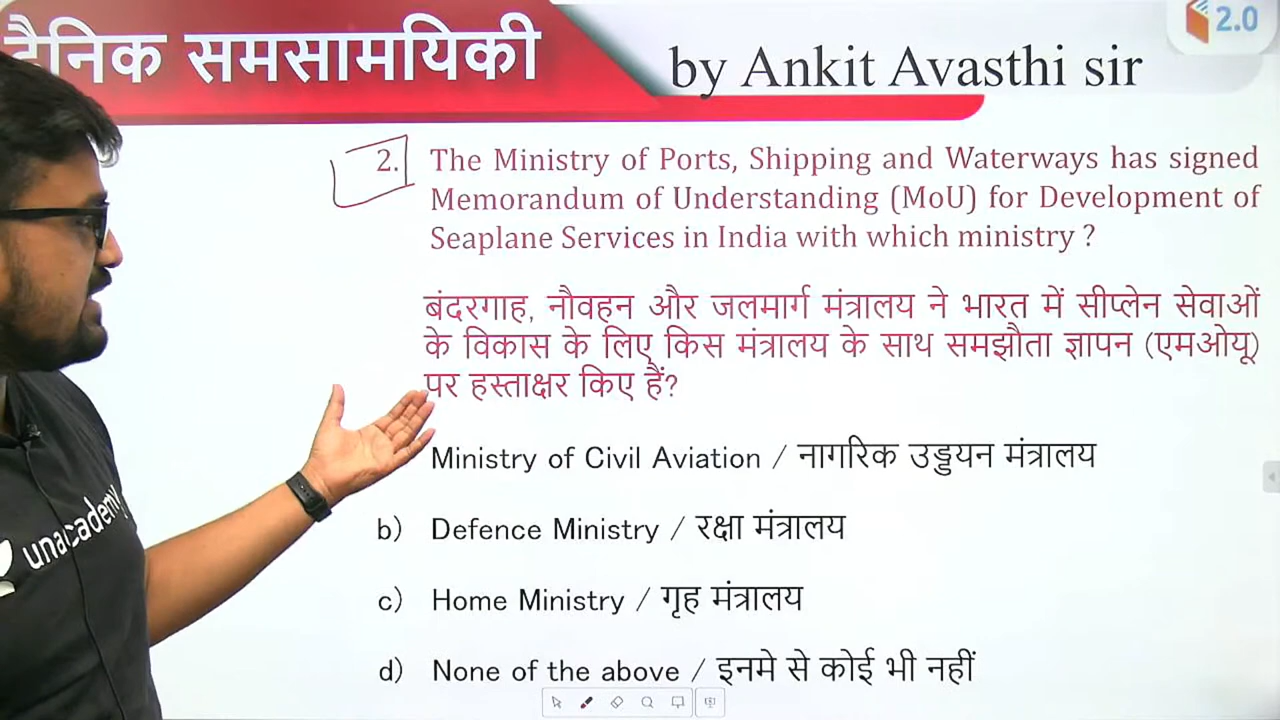 दैनिक समसामयिकी
by Ankit Avasthi sir
2.0
2. The Ministry of Ports, Shipping and Waterways has signed
Memorandum of Understanding (MoU) for Development of
Seaplane Services in India with which ministry ?
बंदरगाह, नौवहन और जलमार्ग मंत्रालय ने भारत में सीप्लेन सेवाओं
के विकास के लिए किस मंत्रालय के साथ समझौता ज्ञापन (एमओयू)
पर हस्ताक्षर किए हैं?
Ministry of Civil Aviation / नागरिक उड्डयन मंत्रालय
b) Defence Ministry / रक्षा मंत्रालय
c) Home Ministry / गृह मंत्रालय
d) None of the above / इनमे से कोई भी नहीं
unacademy